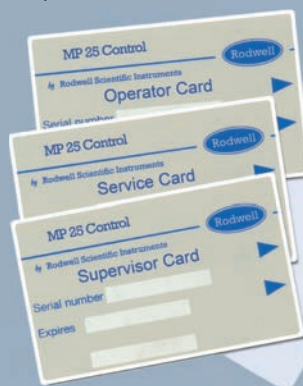 MP 25 Control
Rodwell
by Rodwell Scientific Instruments
Operator Card
Serial number
MP 25 Control
Rodwell
by Rodwell Scientific Instruments
Service Card
MP 25 Control
Rodwell
by Rodwell Scientific Instruments
Supervisor Card
Serial number
Expires